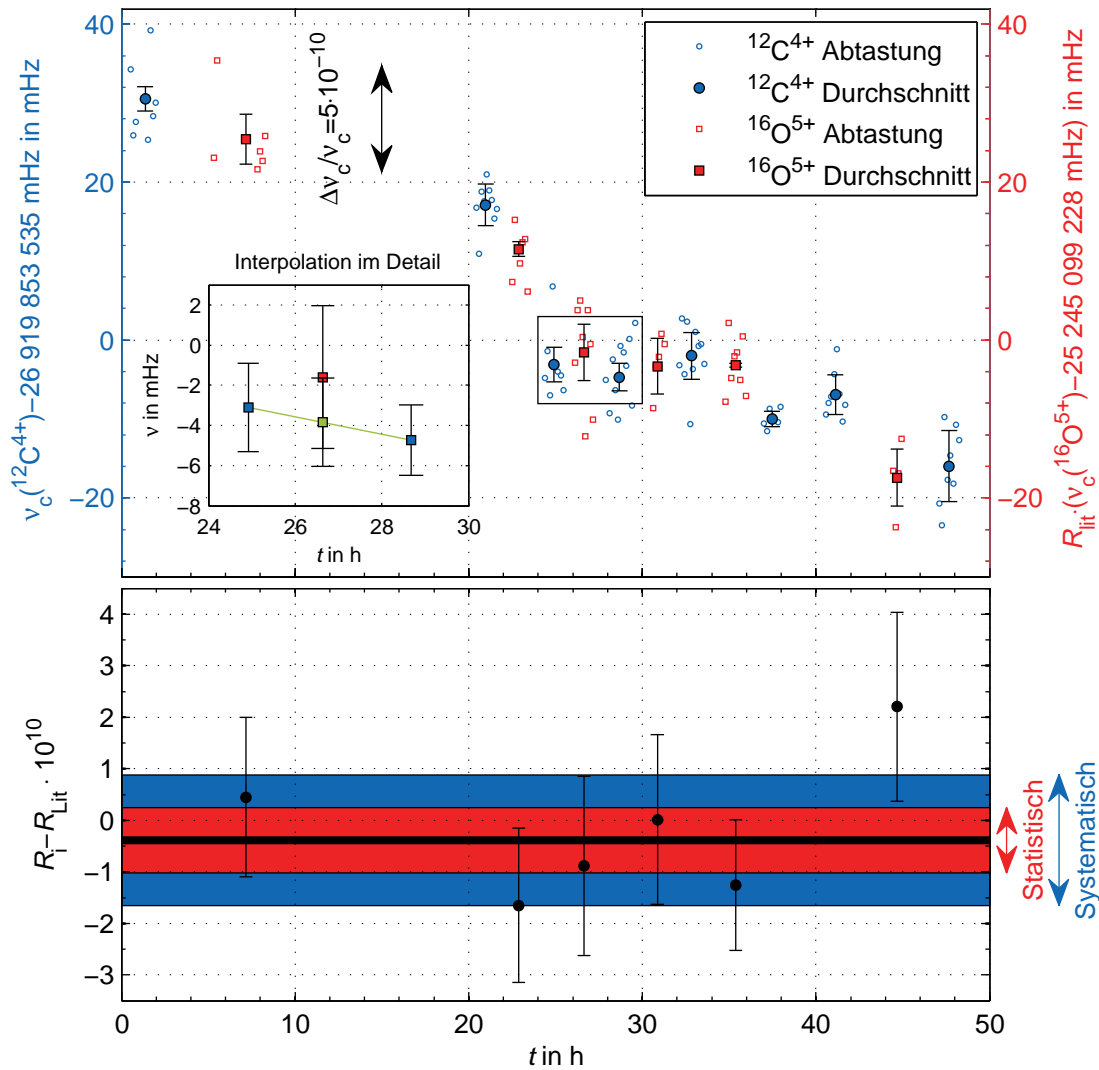 40
20
0
−20
ν_c(¹²C⁴⁺)−26 919 853 535 mHz in mHz
Δν_c/ν_c=5·10⁻¹⁰
¹²C⁴⁺ Abtastung
¹²C⁴⁺ Durchschnitt
¹⁶O⁵⁺ Abtastung
¹⁶O⁵⁺ Durchschnitt
40
20
0
−20
R_lit·(ν_c(¹⁶O⁵⁺)−25 245 099 228 mHz) in mHz
Interpolation im Detail
2
0
−2
−4
−6
−8
ν in mHz
24 26 28 30
t in h
4
3
2
1
0
−1
−2
−3
R_i−R_Lit · 10¹⁰
Statistisch
Systematisch
0 10 20 30 40 50
t in h